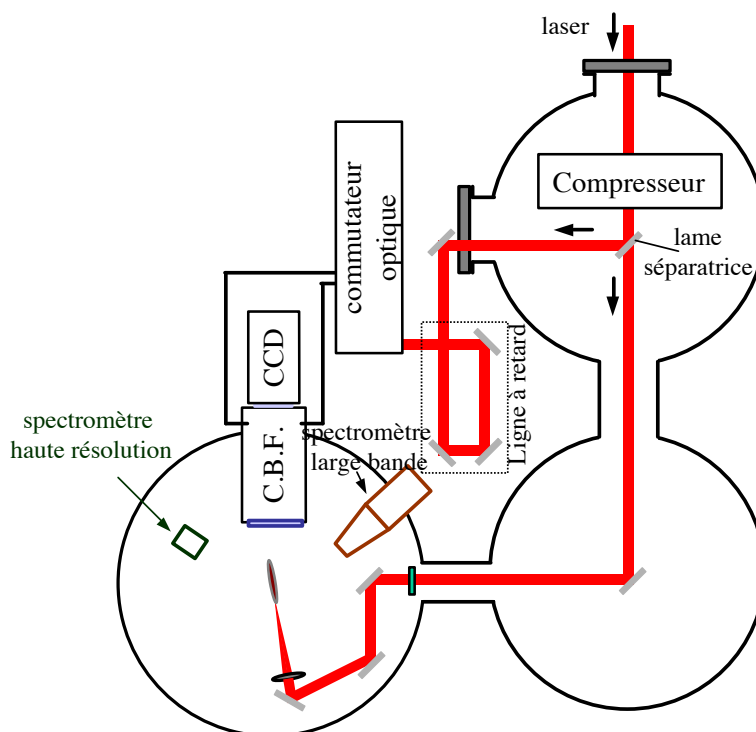 laser
Compresseur
lame
séparatrice
commutateur
optique
CCD
C.B.F.
Ligne à retard
spectromètre
large bande
spectromètre
haute résolution